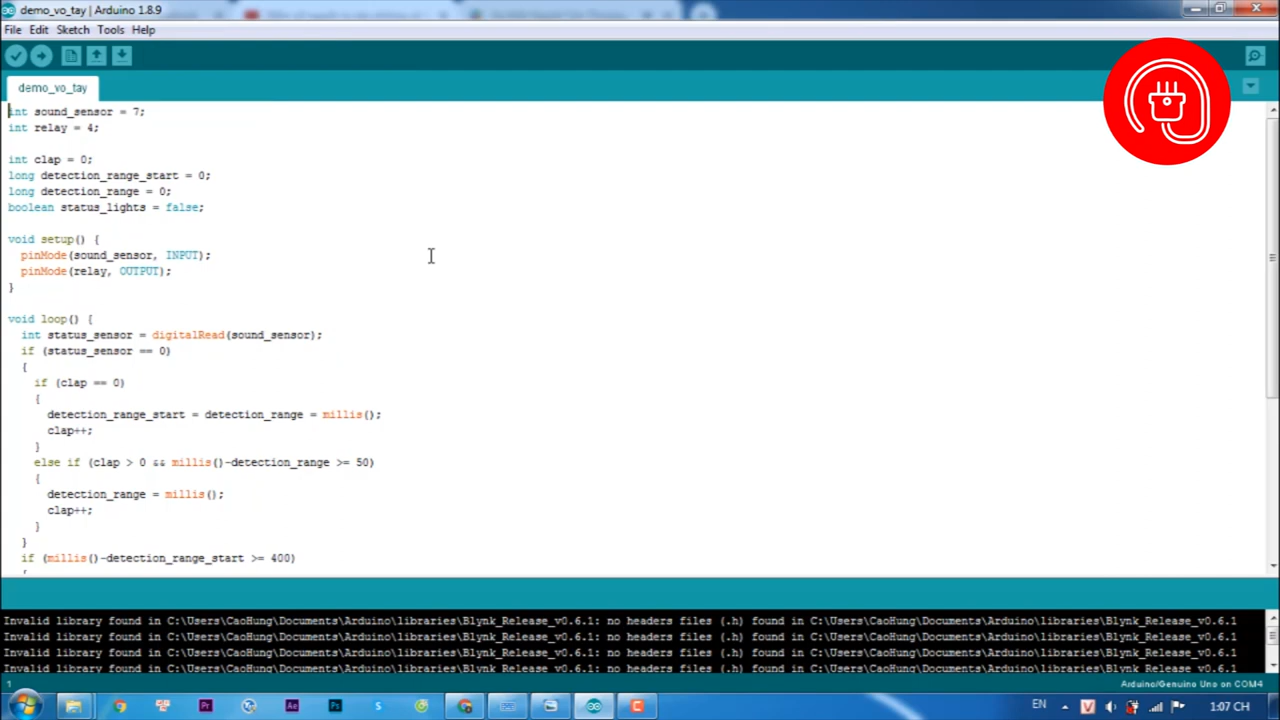 demo_vo_tay | Arduino 1.8.9
File Edit Sketch Tools Help
demo_vo_tay
int sound_sensor = 7;
int relay = 4;
int clap = 0;
long detection_range_start = 0;
long detection_range = 0;
boolean status_lights = false;
void setup() {
pinMode(sound_sensor, INPUT);
pinMode(relay, OUTPUT);
}
void loop() {
int status_sensor = digitalRead(sound_sensor);
if (status_sensor == 0)
{
if (clap == 0)
{
detection_range_start = detection_range = millis();
clap++;
}
else if (clap > 0 && millis()-detection_range >= 50)
{
detection_range = millis();
clap++;
}
}
if (millis()-detection_range_start >= 400)
{
Invalid library found in C:\Users\CaoHung\Documents\Arduino\libraries\Blynk_Release_v0.6.1: no headers files (.h) found in C:\Users\CaoHung\Documents\Arduino\libraries\Blynk_Release_v0.6.1
Invalid library found in C:\Users\CaoHung\Documents\Arduino\libraries\Blynk_Release_v0.6.1: no headers files (.h) found in C:\Users\CaoHung\Documents\Arduino\libraries\Blynk_Release_v0.6.1
Invalid library found in C:\Users\CaoHung\Documents\Arduino\libraries\Blynk_Release_v0.6.1: no headers files (.h) found in C:\Users\CaoHung\Documents\Arduino\libraries\Blynk_Release_v0.6.1
Invalid library found in C:\Users\CaoHung\Documents\Arduino\libraries\Blynk_Release_v0.6.1: no headers files (.h) found in C:\Users\CaoHung\Documents\Arduino\libraries\Blynk_Release_v0.6.1
1 Arduino/Genuino Uno on COM4
Pr Ae Ps S EN V 1:07 CH